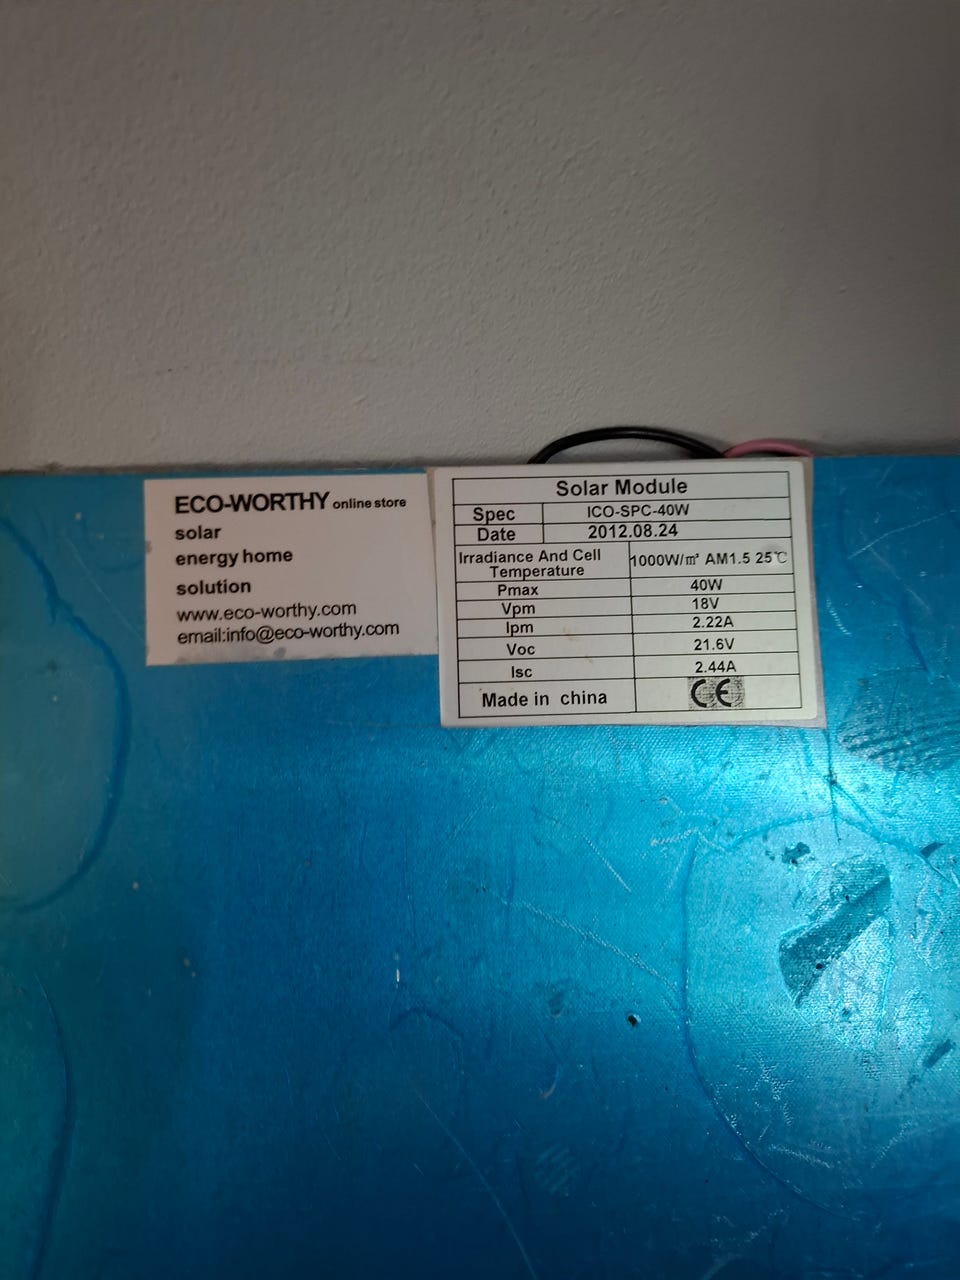 ECO-WORTHY online store
solar
energy home
solution
www.eco-worthy.com
email:info@eco-worthy.com
Solar Module
Spec ICO-SPC-40W
Date 2012.08.24
Irradiance And Cell
Temperature 1000W/㎡ AM1.5 25℃
Pmax 40W
Vpm 18V
Ipm 2.22A
Voc 21.6V
Isc 2.44A
Made in china CE